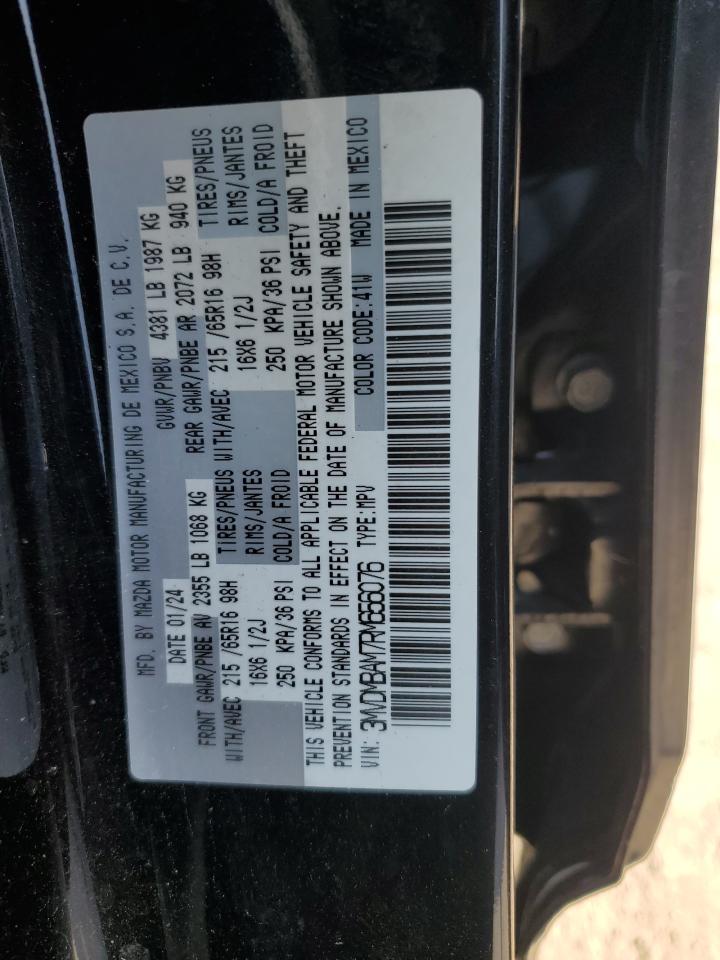 MFD. BY MAZDA MOTOR MANUFACTURING DE MEXICO S.A. DE C.V.
DATE 01/24 GVWR/PNBV 4381 LB 1987 KG
FRONT GAWR/PNBE AV 2355 LB 1068 KG REAR GAWR/PNBE AR 2072 LB 940 KG
WITH/AVEC 215 /65R16 98H TIRES/PNEUS WITH/AVEC 215 /65R16 98H TIRES/PNEUS
16X6 1/2J RIMS/JANTES 16X6 1/2J RIMS/JANTES
250 KPA/36 PSI COLD/A FROID 250 KPA/36 PSI COLD/A FROID
THIS VEHICLE CONFORMS TO ALL APPLICABLE FEDERAL MOTOR VEHICLE SAFETY AND THEFT
PREVENTION STANDARDS IN EFFECT ON THE DATE OF MANUFACTURE SHOWN ABOVE.
VIN: 3MVDMBAM7RM656076 TYPE:MPV COLOR CODE:41W MADE IN MEXICO